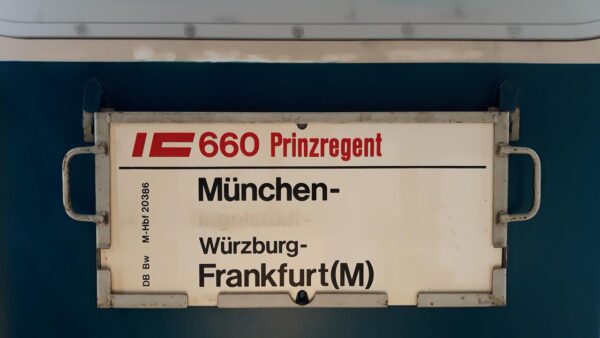 IC 660 Prinzregent
München-
Würzburg-
Frankfurt(M)
DB Bw M-Hbf 20386